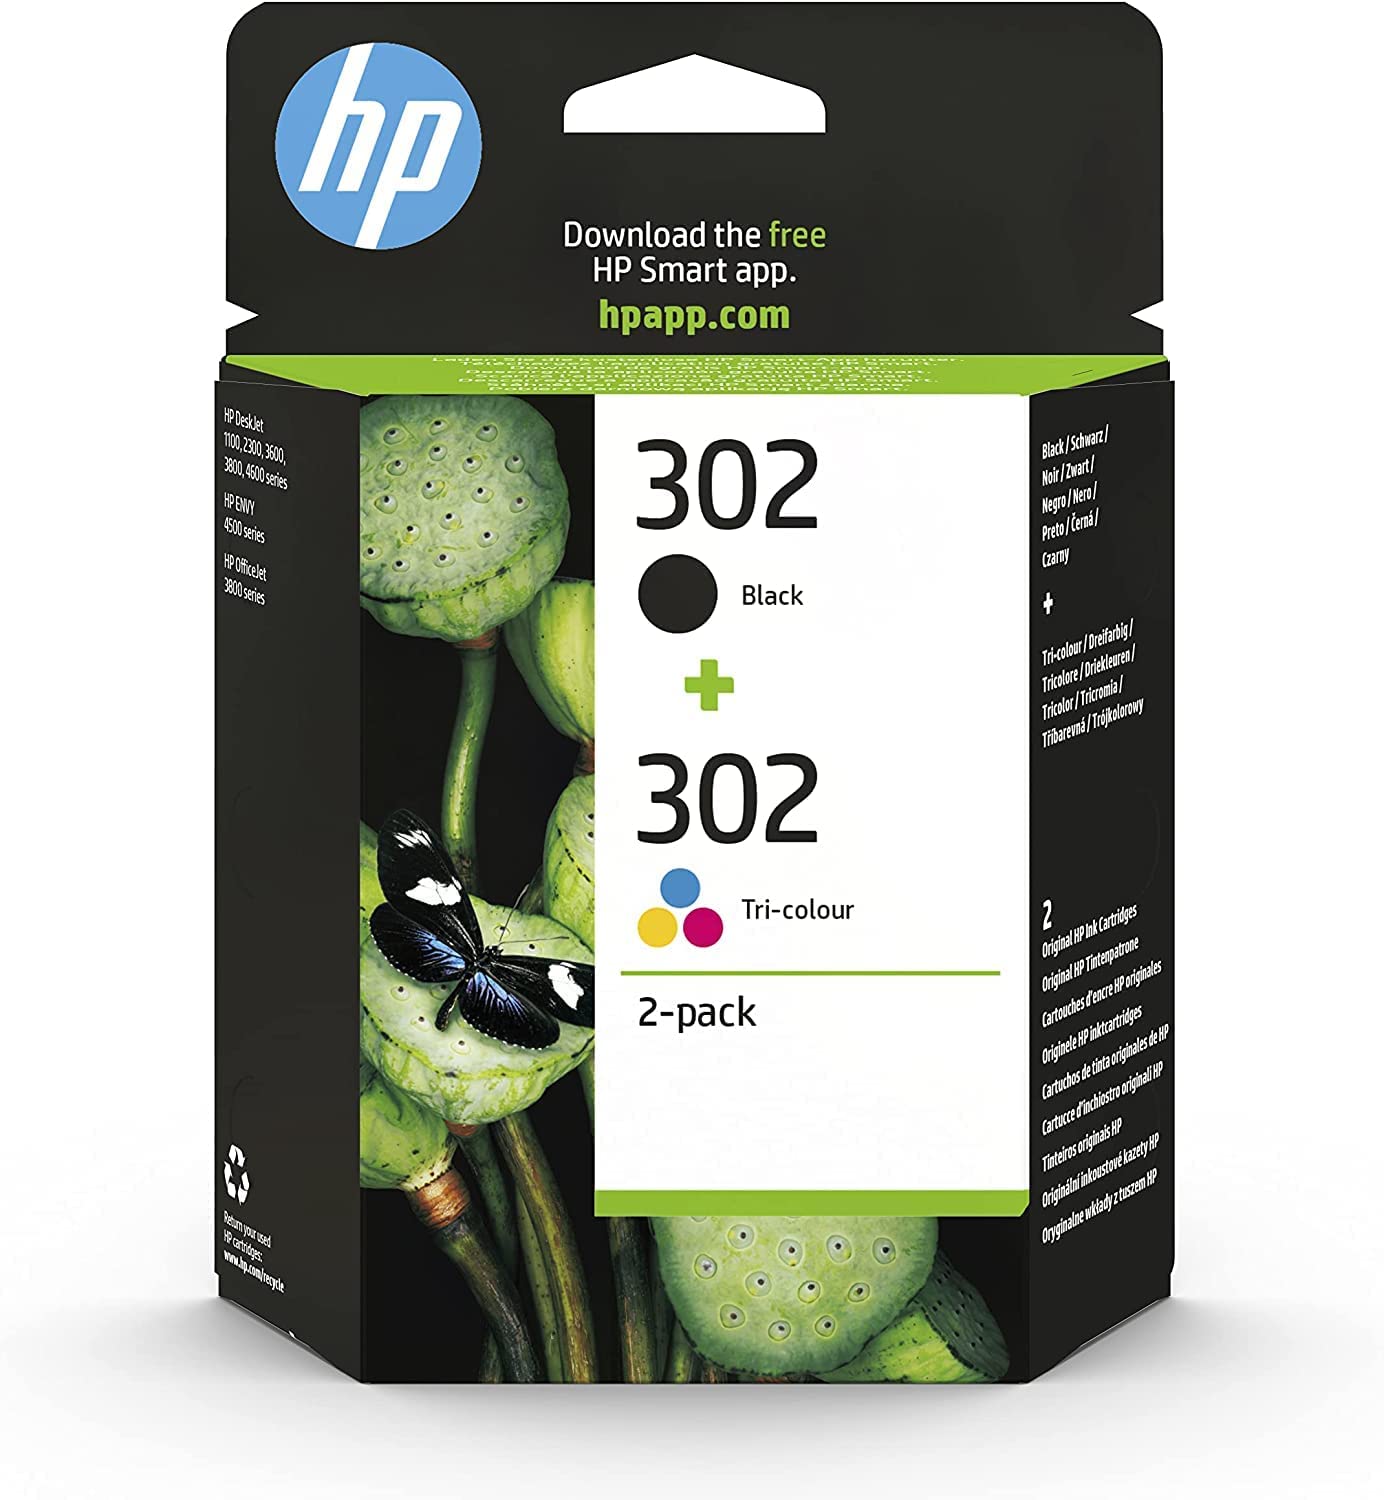 hp
Download the free
HP Smart app.
hpapp.com
HP DeskJet
1100, 2300, 3600,
3800, 4600 series
HP ENVY
4500 series
HP OfficeJet
3800 series
Return your used
HP cartridges:
www.hp.com/recycle
302
Black
+
302
Tri-colour
2-pack
Black / Schwarz /
Noir / Zwart /
Negro / Nero /
Preto / Černá /
Czarny
+
Tri-colour / Dreifarbig /
Tricolore / Driekleuren /
Tricolor / Tricromia /
Tříbarevná / Trójkolorowy
2
Original HP Ink Cartridges
Original HP Tintenpatrone
Cartouches d'encre HP originales
Originele HP inktcartridges
Cartuchos de tinta originales de HP
Cartucce d'inchiostro originali HP
Tinteiros originais HP
Originální inkoustové kazety HP
Oryginalne wkłady z tuszem HP